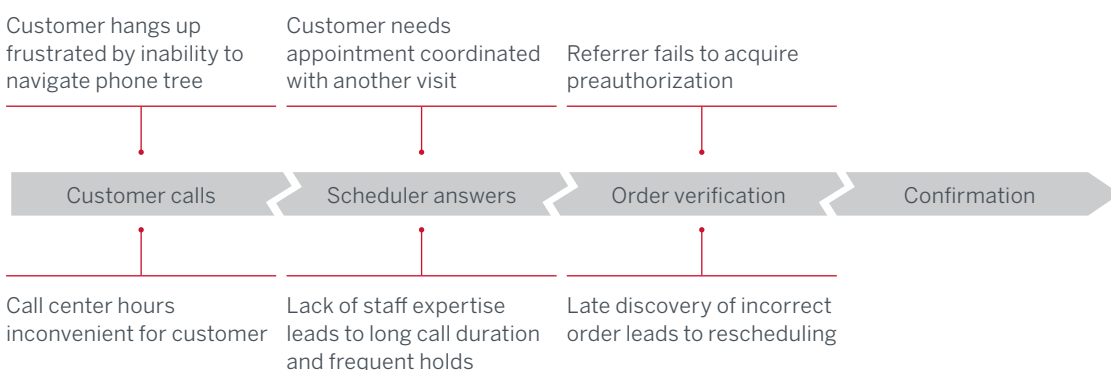 Customer hangs up
frustrated by inability to
navigate phone tree
Customer needs
appointment coordinated
with another visit
Referrer fails to acquire
preauthorization
Customer calls
Scheduler answers
Order verification
Confirmation
Call center hours
inconvenient for customer
Lack of staff expertise
leads to long call duration
and frequent holds
Late discovery of incorrect
order leads to rescheduling